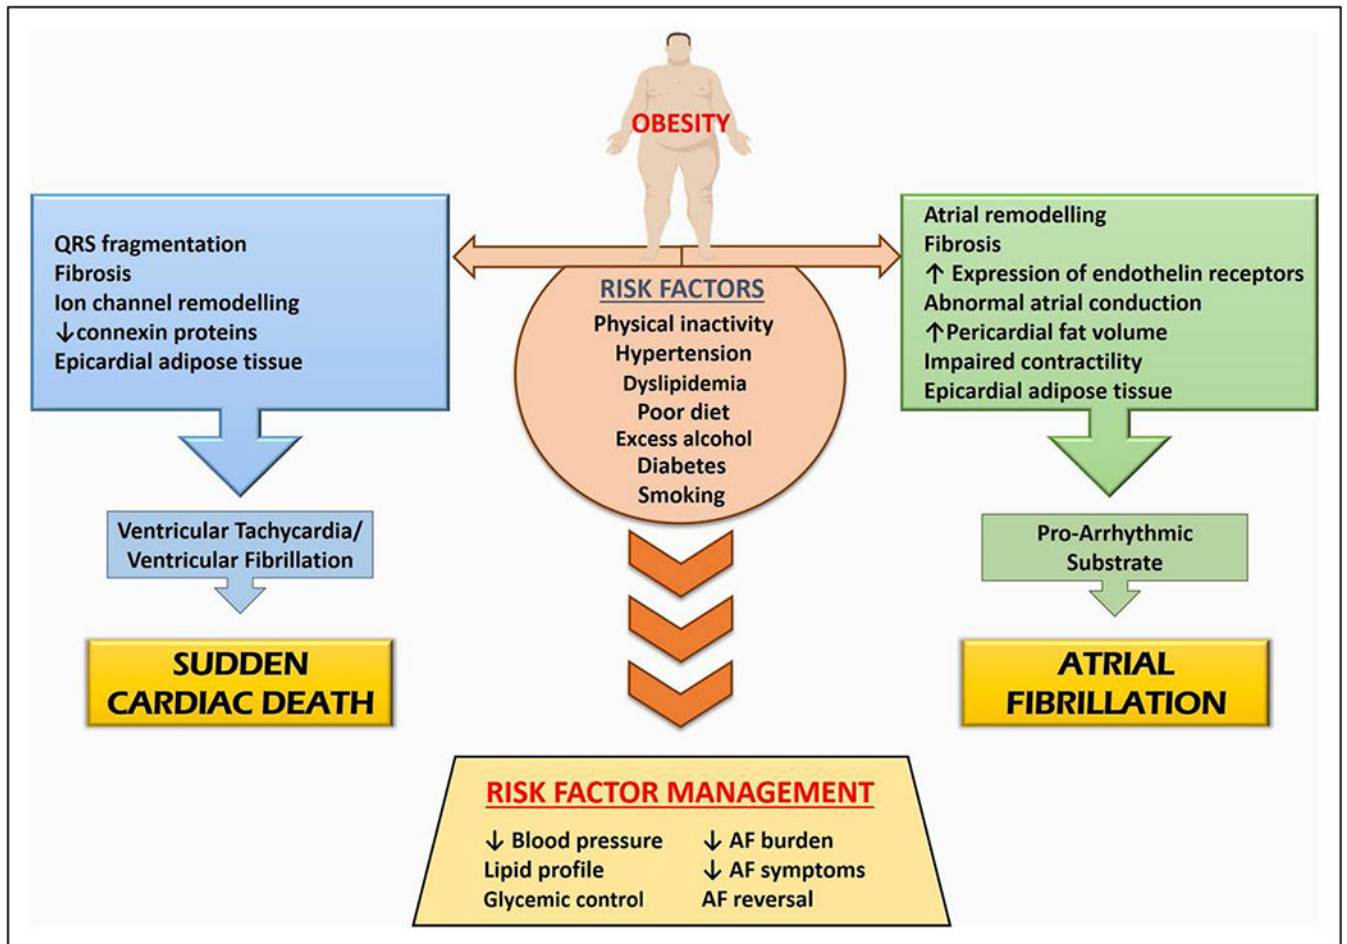 OBESITY
QRS fragmentation
Fibrosis
Ion channel remodelling
↓connexin proteins
Epicardial adipose tissue
Ventricular Tachycardia/
Ventricular Fibrillation
SUDDEN
CARDIAC DEATH
RISK FACTORS
Physical inactivity
Hypertension
Dyslipidemia
Poor diet
Excess alcohol
Diabetes
Smoking
Atrial remodelling
Fibrosis
↑ Expression of endothelin receptors
Abnormal atrial conduction
↑Pericardial fat volume
Impaired contractility
Epicardial adipose tissue
Pro-Arrhythmic
Substrate
ATRIAL
FIBRILLATION
RISK FACTOR MANAGEMENT
↓ Blood pressure
Lipid profile
Glycemic control
↓ AF burden
↓ AF symptoms
AF reversal